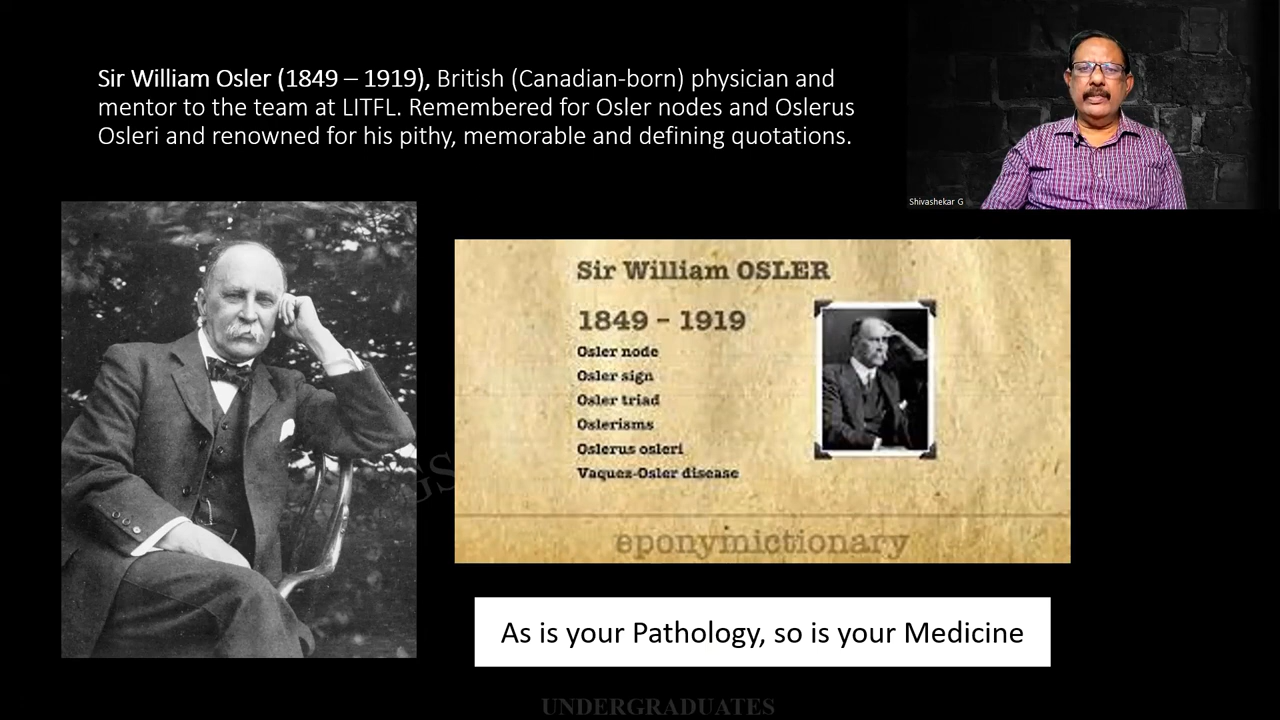 Sir William Osler (1849 – 1919), British (Canadian-born) physician and
mentor to the team at LITFL. Remembered for Osler nodes and Oslerus
Osleri and renowned for his pithy, memorable and defining quotations.
Shivashekar G
Sir William OSLER
1849 – 1919
Osler node
Osler sign
Osler triad
Oslerisms
Oslerus osleri
Vaquez-Osler disease
eponymictionary
As is your Pathology, so is your Medicine
UNDERGRADUATES